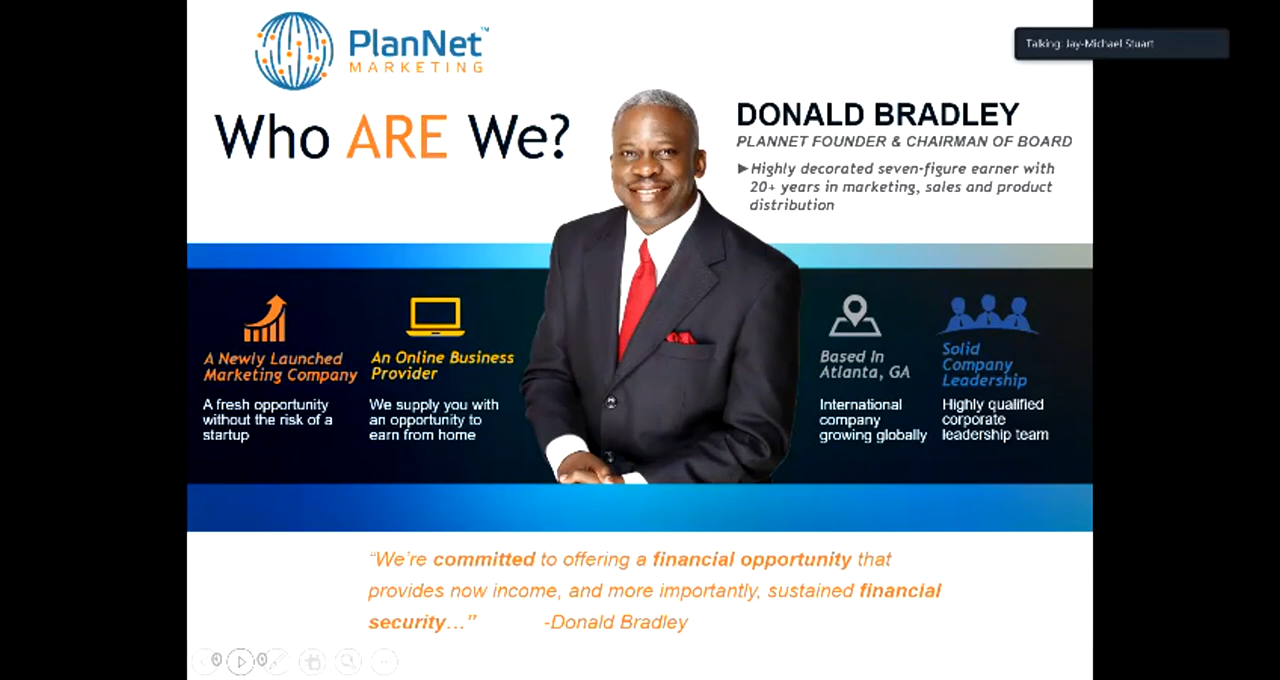 PlanNet™
MARKETING
Talking: Jay-Michael Stuart
Who ARE We?
DONALD BRADLEY
PLANNET FOUNDER & CHAIRMAN OF BOARD
►Highly decorated seven-figure earner with
20+ years in marketing, sales and product
distribution
A Newly Launched
Marketing Company
A fresh opportunity
without the risk of a
startup
An Online Business
Provider
We supply you with
an opportunity to
earn from home
Based In
Atlanta, GA
International
company
growing globally
Solid
Company
Leadership
Highly qualified
corporate
leadership team
“We’re committed to offering a financial opportunity that
provides now income, and more importantly, sustained financial
security…” -Donald Bradley